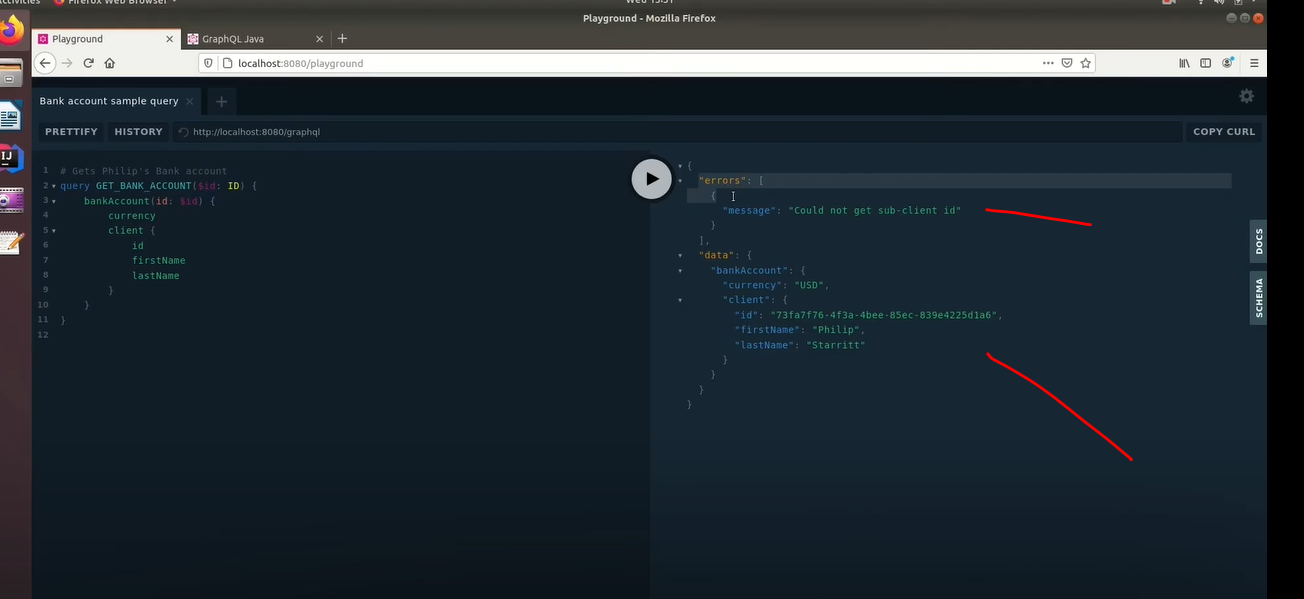 Activities
Firefox Web Browser
Wed 15:51
Playground - Mozilla Firefox
Playground
GraphQL Java
localhost:8080/playground
Bank account sample query
PRETTIFY
HISTORY
http://localhost:8080/graphql
COPY CURL
1 # Gets Philip's Bank account
2 query GET_BANK_ACCOUNT($id: ID) {
3 bankAccount(id: $id) {
4 currency
5 client {
6 id
7 firstName
8 lastName
9 }
10 }
11 }
12
{
"errors": [
{
"message": "Could not get sub-client id"
}
],
"data": {
"bankAccount": {
"currency": "USD",
"client": {
"id": "73fa7f76-4f3a-4bee-85ec-839e4225d1a6",
"firstName": "Philip",
"lastName": "Starritt"
}
}
}
}
DOCS
SCHEMA
IJ